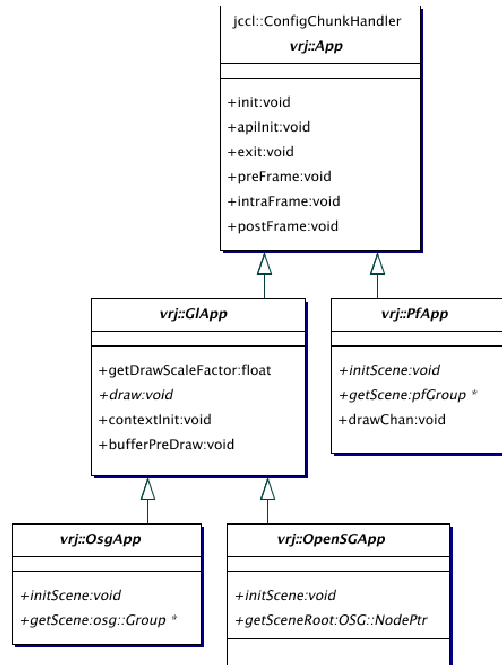 jccl::ConfigChunkHandler
vrj::App
+init:void
+apiInit:void
+exit:void
+preFrame:void
+intraFrame:void
+postFrame:void
vrj::GlApp
+getDrawScaleFactor:float
+draw:void
+contextInit:void
+bufferPreDraw:void
vrj::PfApp
+initScene:void
+getScene:pfGroup *
+drawChan:void
vrj::OsgApp
+initScene:void
+getScene:osg::Group *
vrj::OpenSGApp
+initScene:void
+getSceneRoot:OSG::NodePtr